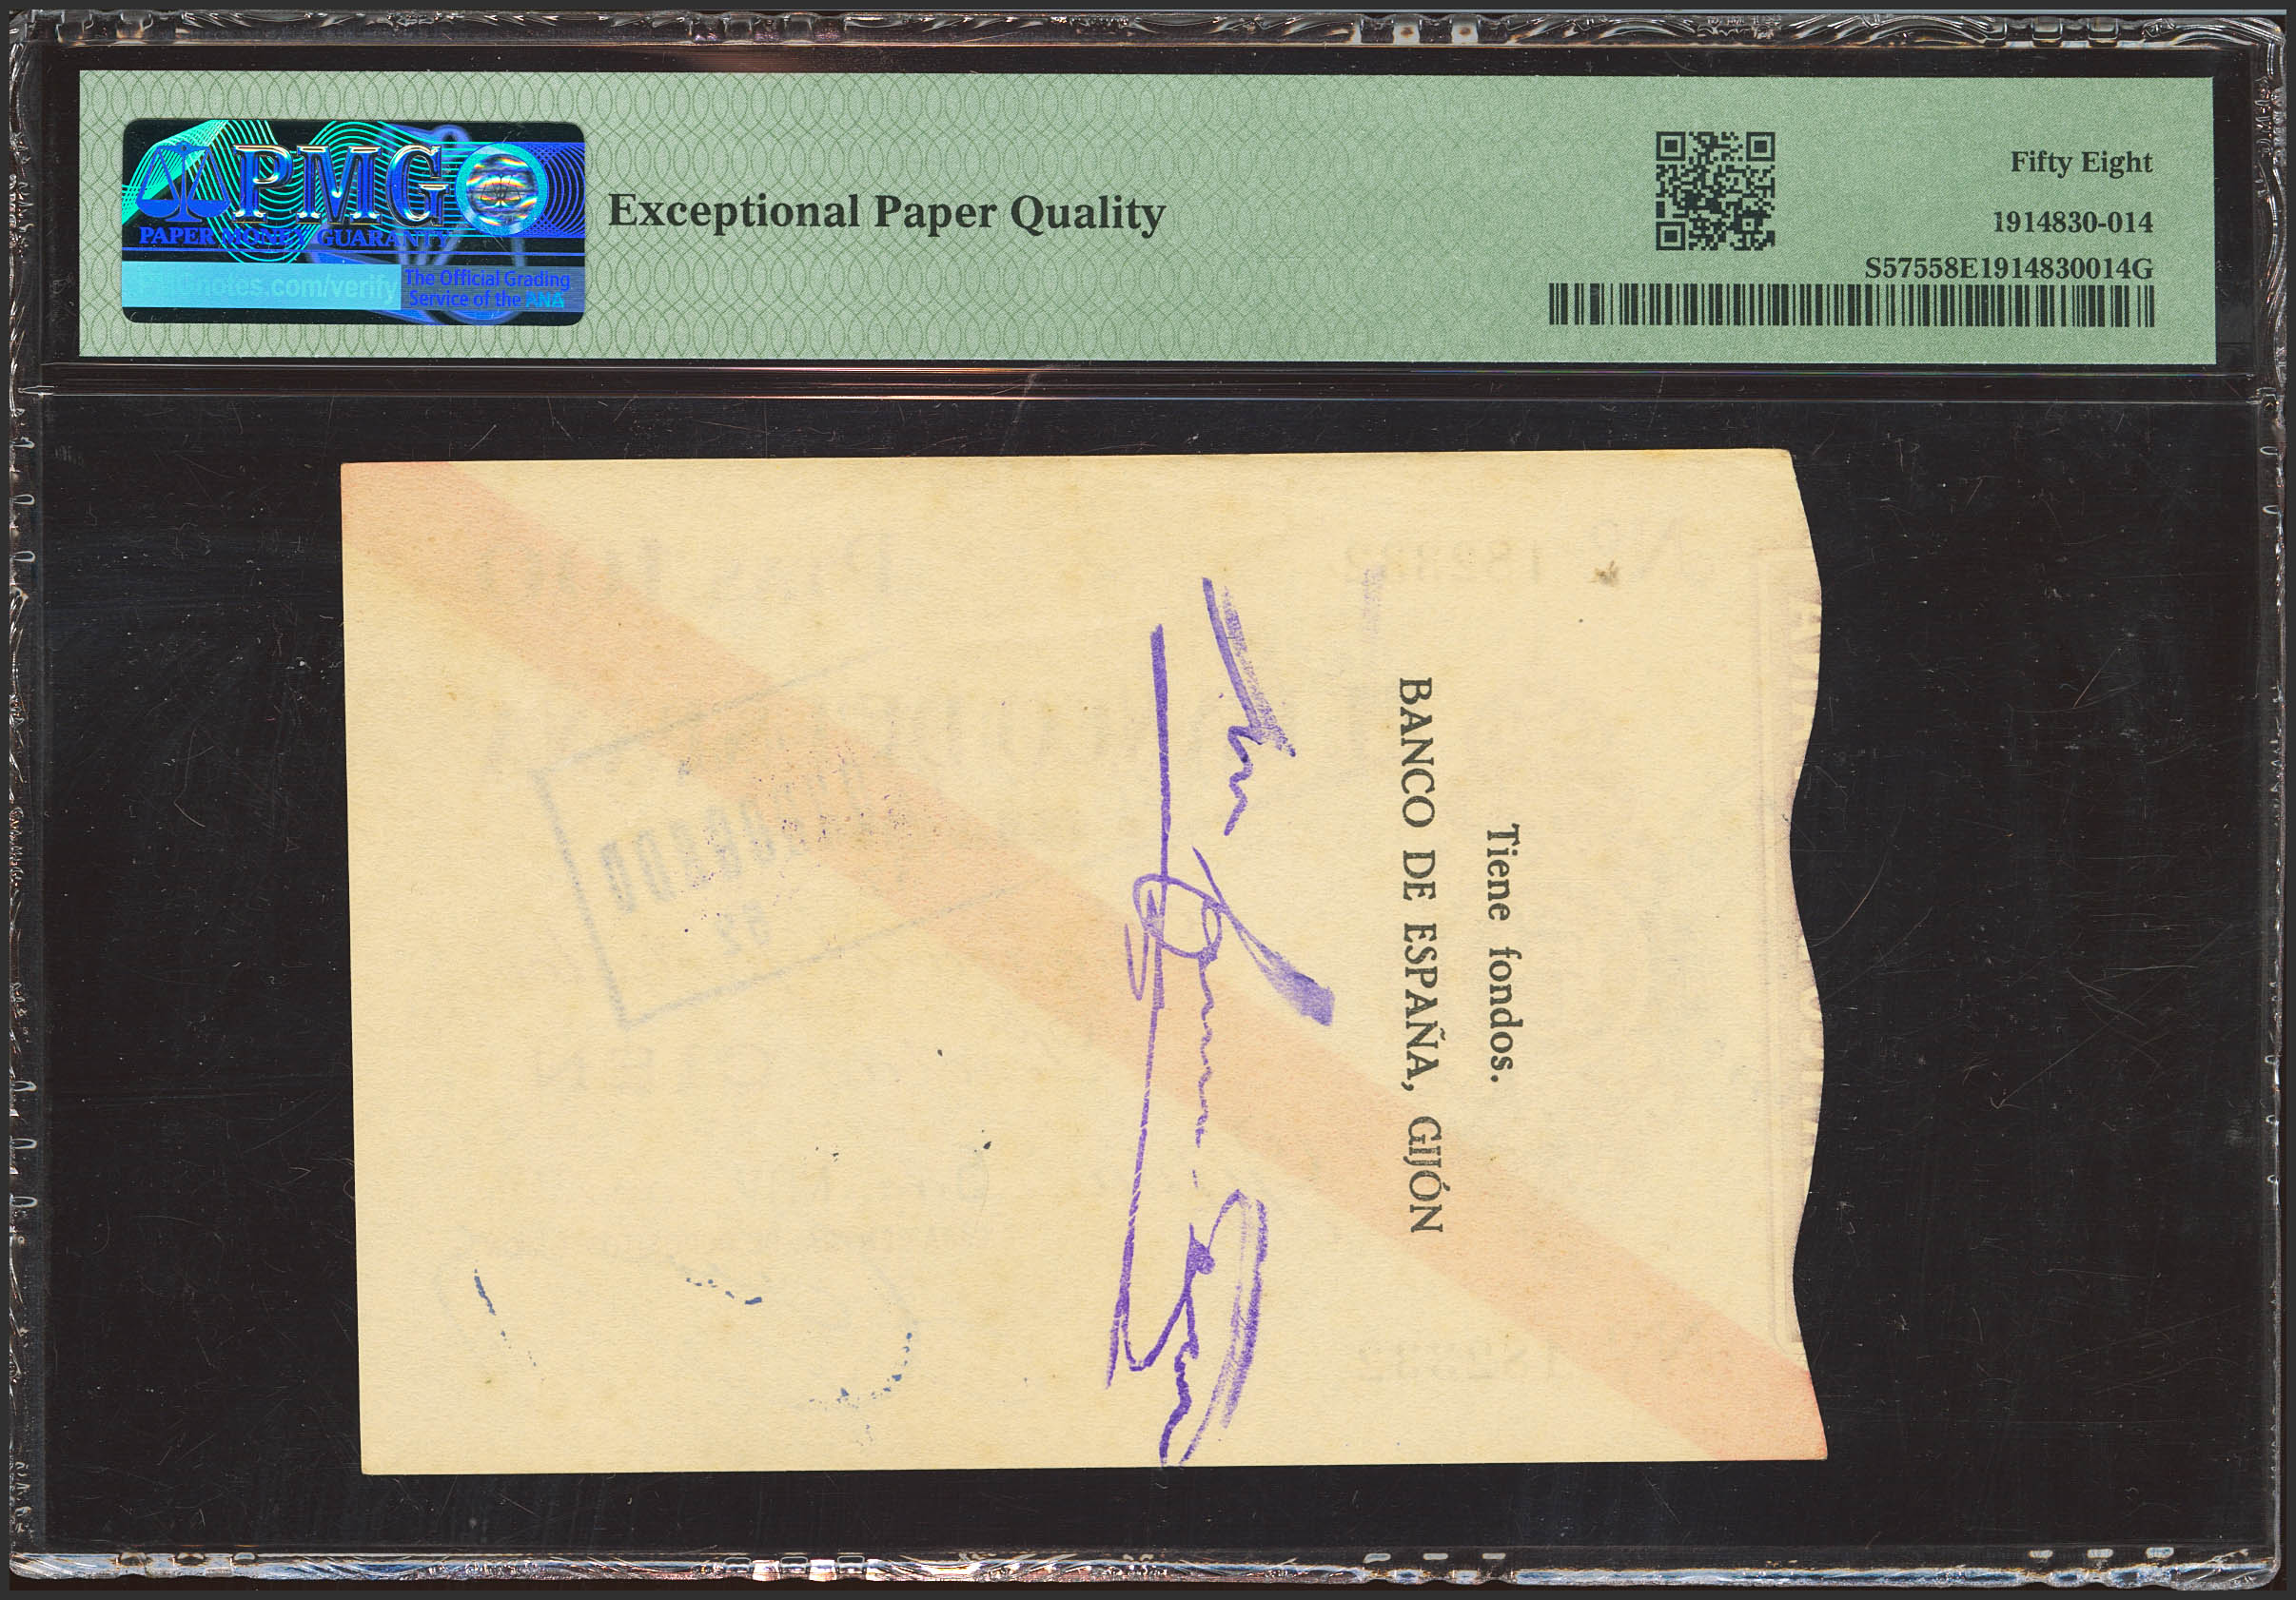 PMG
PAPER MONEY GUARANTY
The Official Grading
Service of the ANA
Exceptional Paper Quality
Fifty Eight
1914830-014
S57558E1914830014G
Tiene fondos.
BANCO DE ESPAÑA, GIJÓN